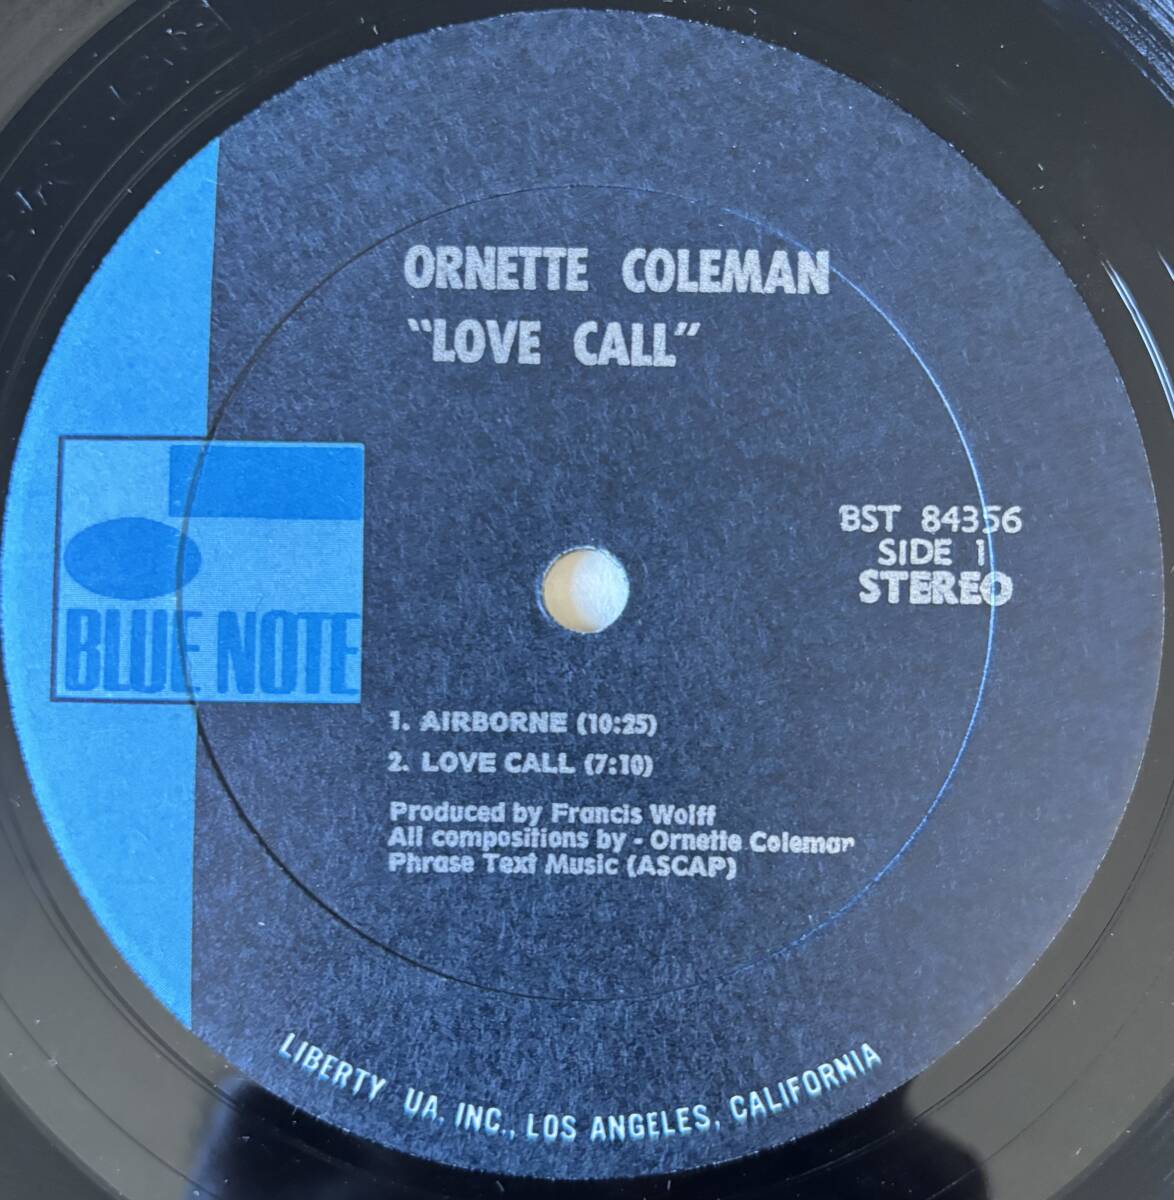 ORNETTE COLEMAN
“LOVE CALL”
BST 84356
SIDE 1
STEREO
BLUE NOTE
1. AIRBORNE (10:25)
2. LOVE CALL (7:10)
Produced by Francis Wolff
All compositions by - Ornette Coleman
Phrase Text Music (ASCAP)
LIBERTY UA, INC., LOS ANGELES, CALIFORNIA